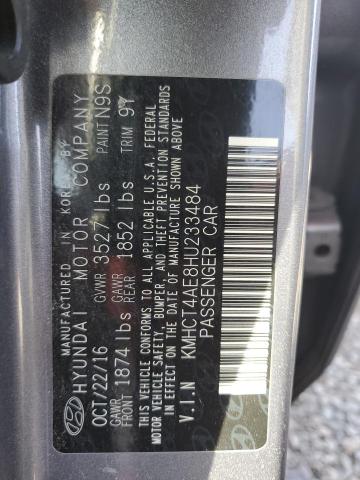 MANUFACTURED IN KOREA BY
HYUNDAI MOTOR COMPANY
OCT/22/16 GVWR 3527 lbs PAINT N9S
GAWR FRONT 1874 lbs GAWR REAR 1852 lbs TRIM 9Y
THIS VEHICLE CONFORMS TO ALL APPLICABLE U.S.A. FEDERAL
MOTOR VEHICLE SAFETY, BUMPER, AND THEFT PREVENTION STANDARDS
IN EFFECT ON THE DATE OF MANUFACTURE SHOWN ABOVE
V.I.N KMHCT4AE8HU233484
PASSENGER CAR